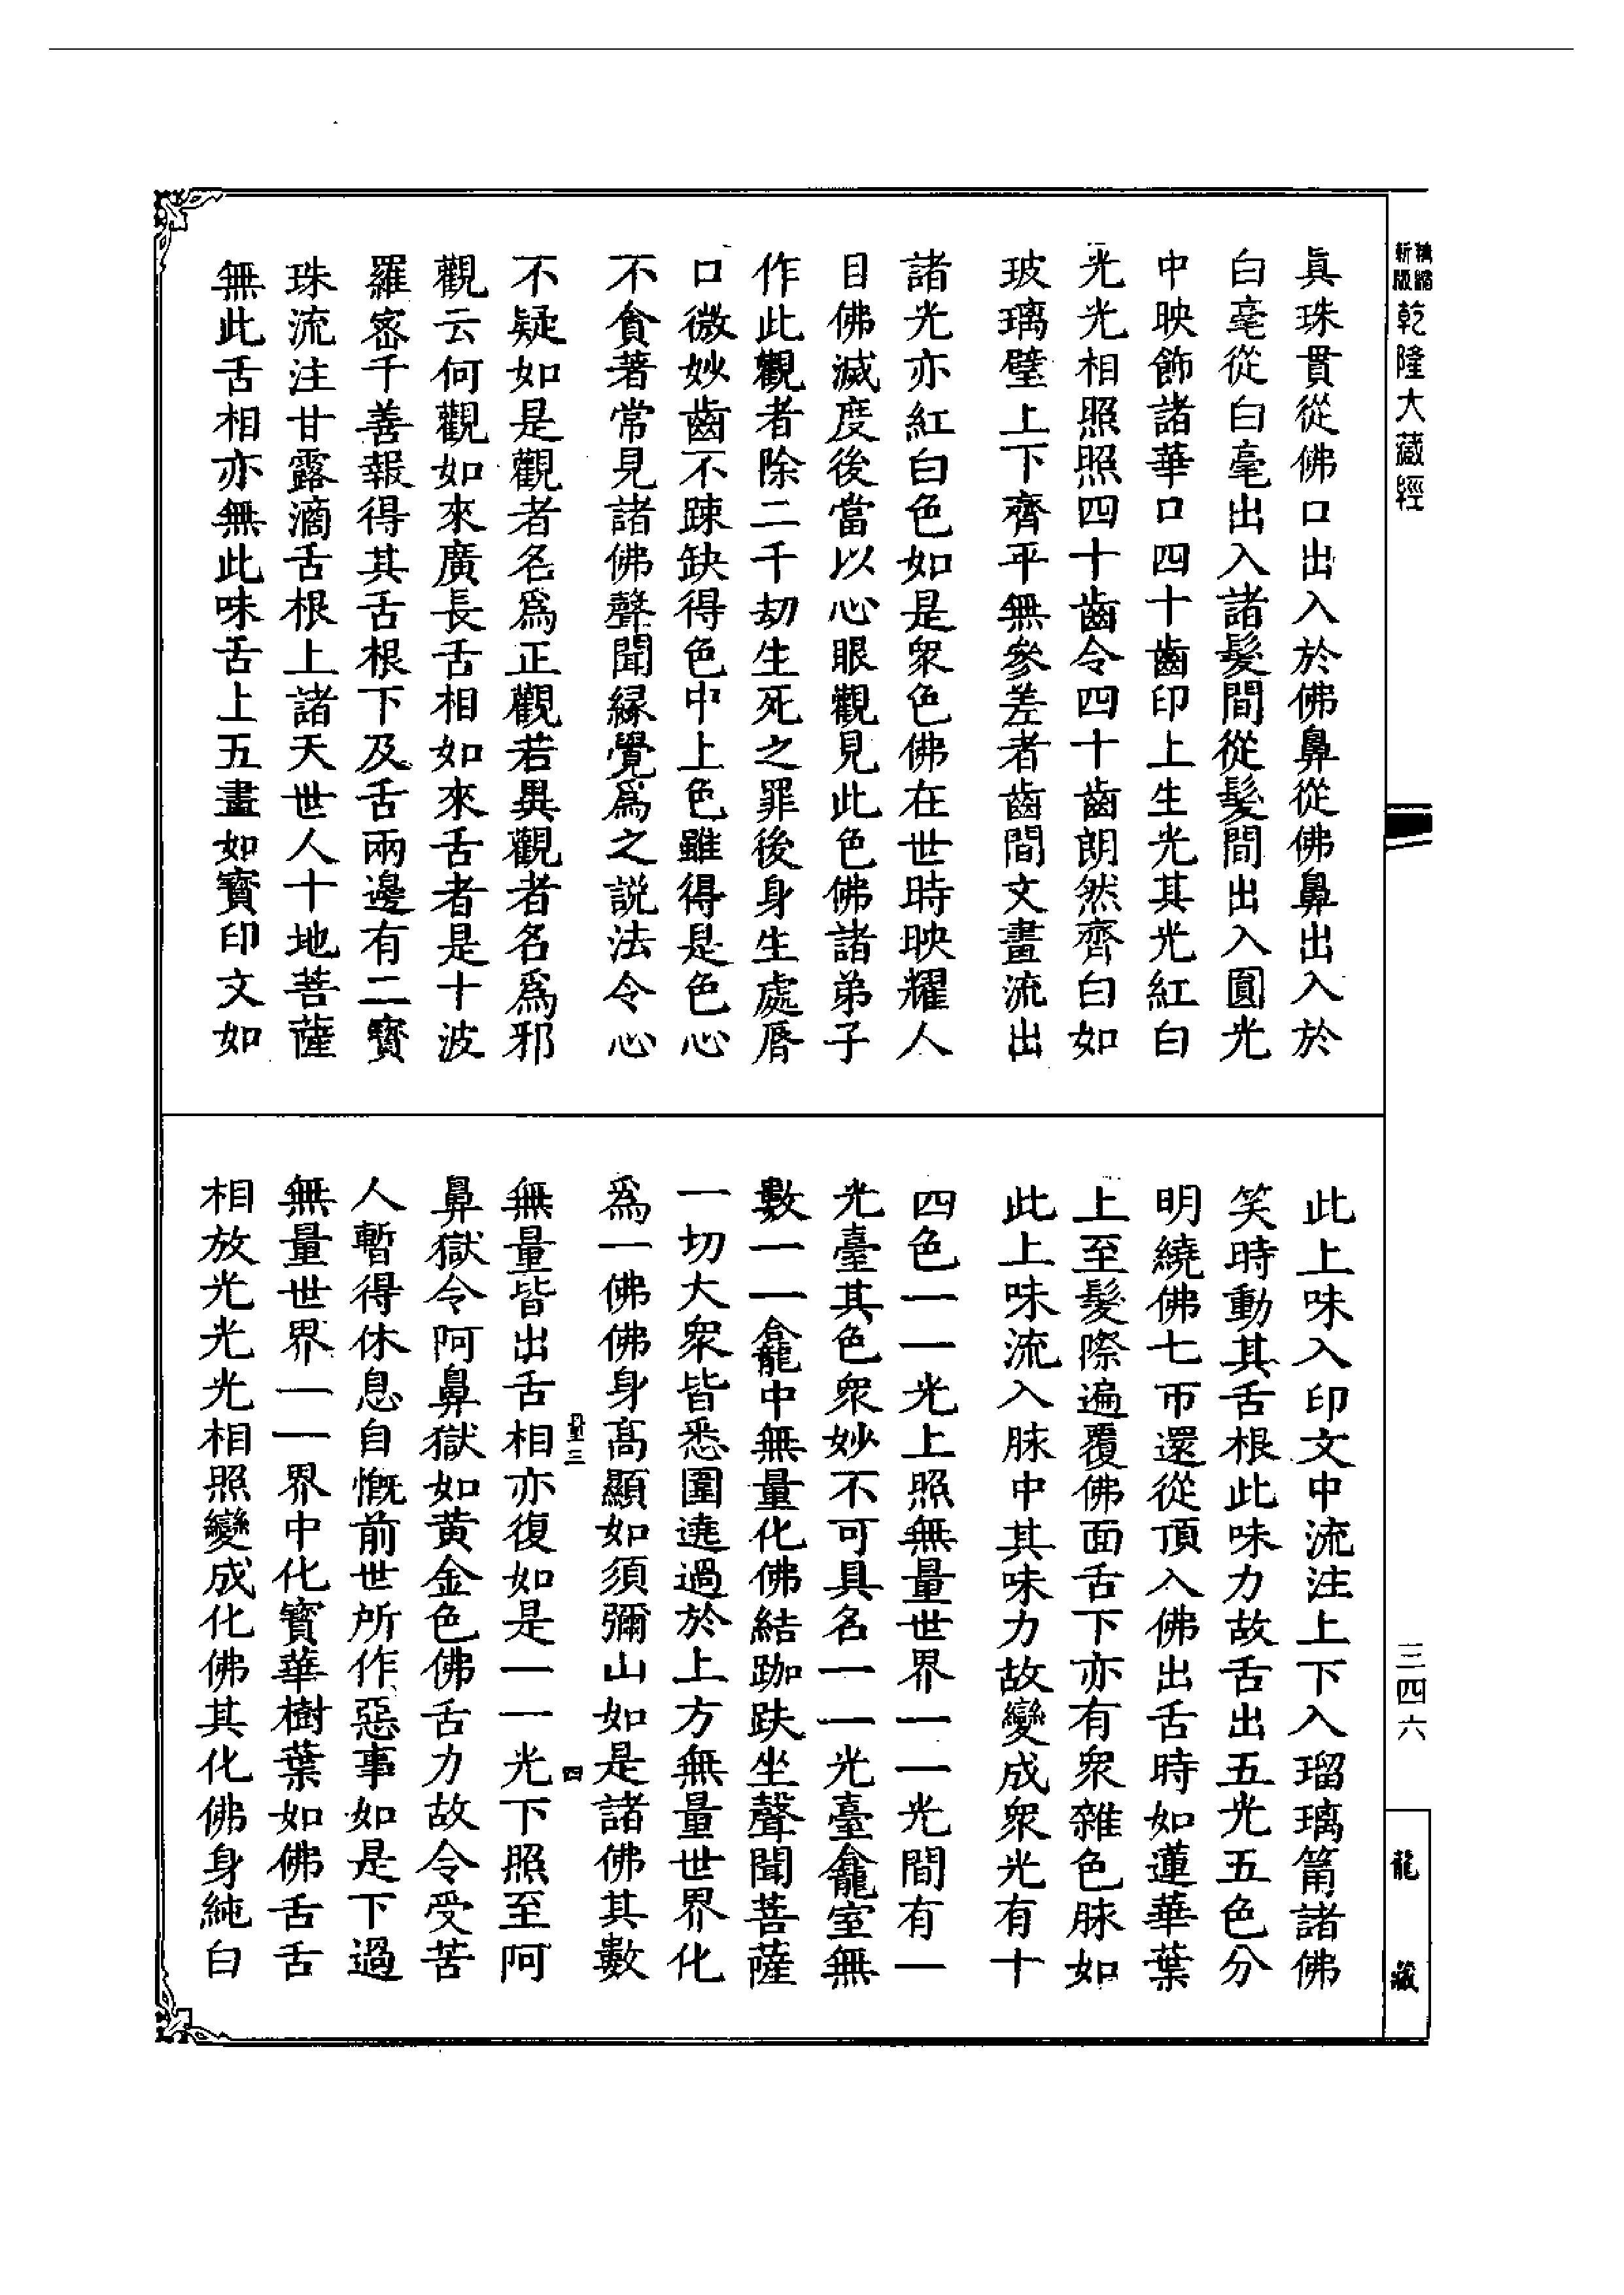 新版精縮
乾隆大藏經
三四六
龍藏
眞珠貫從佛口出入於佛鼻從佛鼻出入於
白毫從白毫出入諸髮間從髮間出入圓光
中映飾諸華口四十齒印上生光其光紅白
光光相照照四十齒令四十齒朗然齊白如
玻瓈璧上下齊平無參差者齒間文畫流出
諸光亦紅白色如是衆色佛在世時映耀人
目佛滅度後當以心眼觀見此色佛諸弟子
作此觀者除二千劫生死之罪後身生處脣
口微妙齒不踈缺得色中上色雖得是色心
不貪著常見諸佛聲聞緣覺爲之說法令心
不疑如是觀者名爲正觀若異觀者名爲邪
觀云何觀如來廣長舌相如來舌者是十波
羅密千善報得其舌根下及舌兩邊有二寶
珠流注甘露滴舌根上諸天世人十地菩薩
無此舌相亦無此味舌上五畫如寶印文如
此上味入印文中流注上下入瑠璃筩諸佛
笑時動其舌根此味力故舌出五光五色分
明繞佛七帀還從頂入佛出舌時如蓮華葉
上至髮際遍覆佛面舌下亦有衆雜色脉如
此上味流入脉中其味力故變成衆光有十
四色一一光上照無量世界一一光間有一
光臺其色衆妙不可具名一一光臺龕室無
數一一龕中無量化佛結跏趺坐聲聞菩薩
一切大衆皆悉圍遶過於上方無量世界化
爲一佛佛身高顯如須彌山如是諸佛其數
無量皆出舌相亦復如是一一光下照至阿
鼻獄令阿鼻獄如黃金色佛舌力故令受苦
人暫得休息自慨前世所作惡事如是下過
無量世界一一界中化寶華樹葉如佛舌舌
相放光光光相照變成化佛其化佛身純白